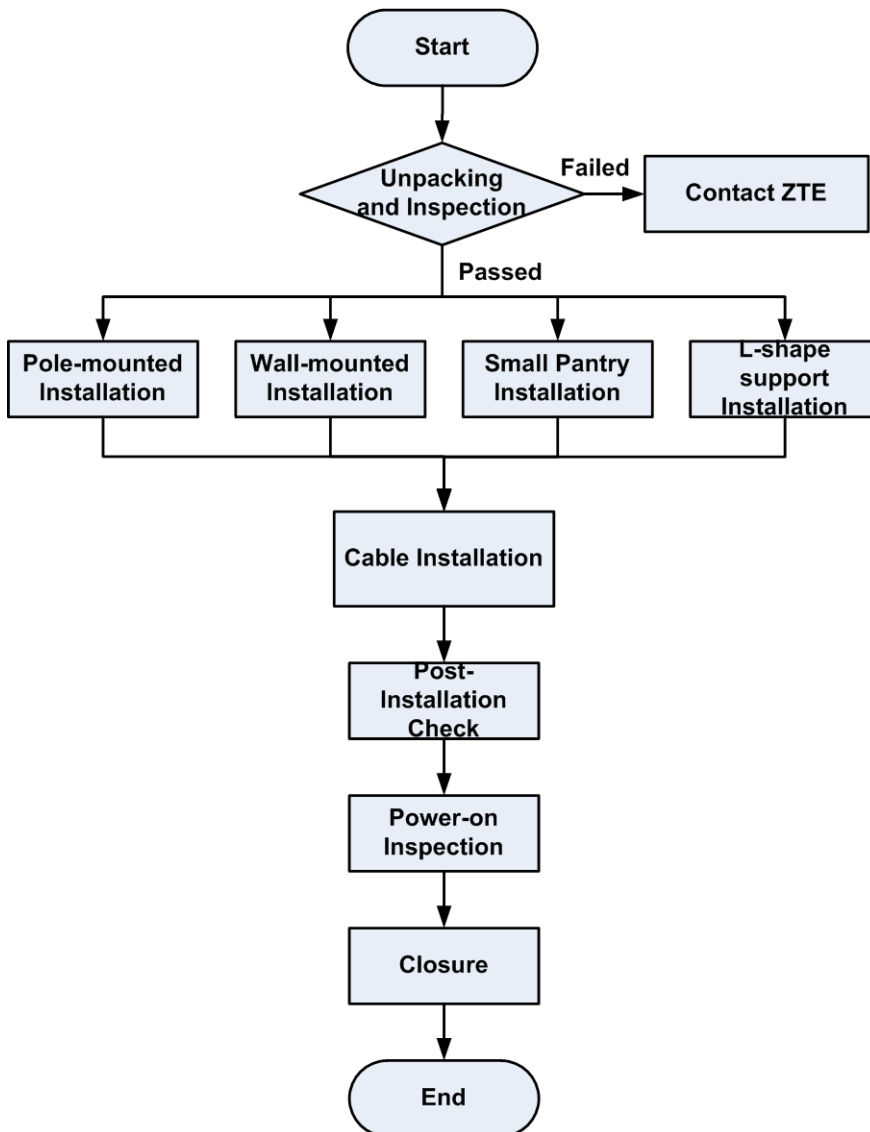 Start
Unpacking
and Inspection
Failed
Contact ZTE
Passed
Pole-mounted
Installation
Wall-mounted
Installation
Small Pantry
Installation
L-shape
support
Installation
Cable Installation
Post-
Installation
Check
Power-on
Inspection
Closure
End